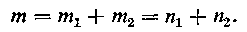 m = m₁ + m₂ = n₁ + n₂.